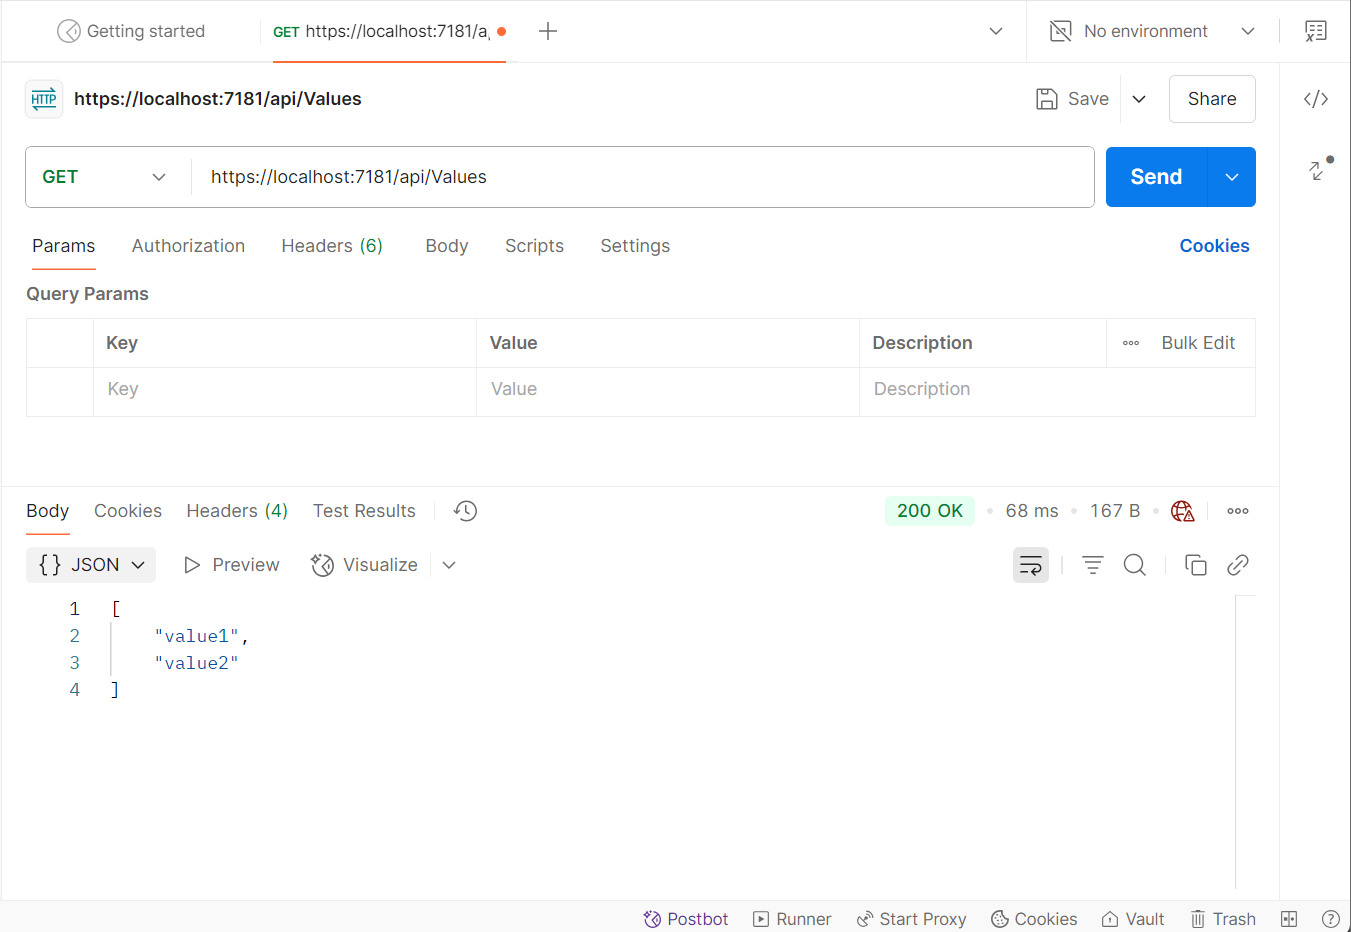 Getting started
GET https://localhost:7181/a
No environment
HTTP https://localhost:7181/api/Values
Save
Share
GET https://localhost:7181/api/Values
Send
Params Authorization Headers (6) Body Scripts Settings Cookies
Query Params
Key Value Description Bulk Edit
Key Value Description
Body Cookies Headers (4) Test Results 200 OK 68 ms 167 B
{} JSON Preview Visualize
1 [
2 "value1",
3 "value2"
4 ]
Postbot Runner Start Proxy Cookies Vault Trash